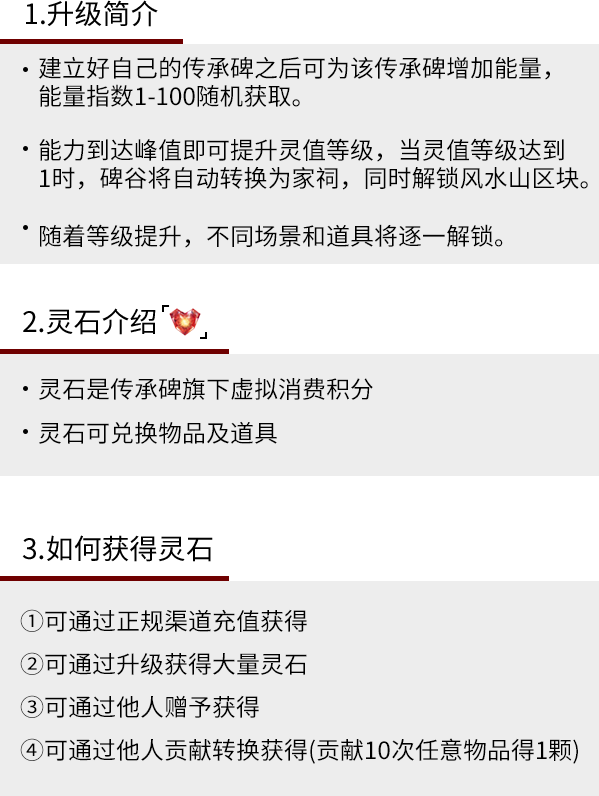 1.升级简介
· 建立好自己的传承碑之后可为该传承碑增加能量，
能量指数1-100随机获取。
· 能力到达峰值即可提升灵值等级，当灵值等级达到
1时，碑谷将自动转换为家祠，同时解锁风水山区块。
· 随着等级提升，不同场景和道具将逐一解锁。
2.灵石介绍「」
· 灵石是传承碑旗下虚拟消费积分
· 灵石可兑换物品及道具
3.如何获得灵石
①可通过正规渠道充值获得
②可通过升级获得大量灵石
③可通过他人赠予获得
④可通过他人贡献转换获得(贡献10次任意物品得1颗)